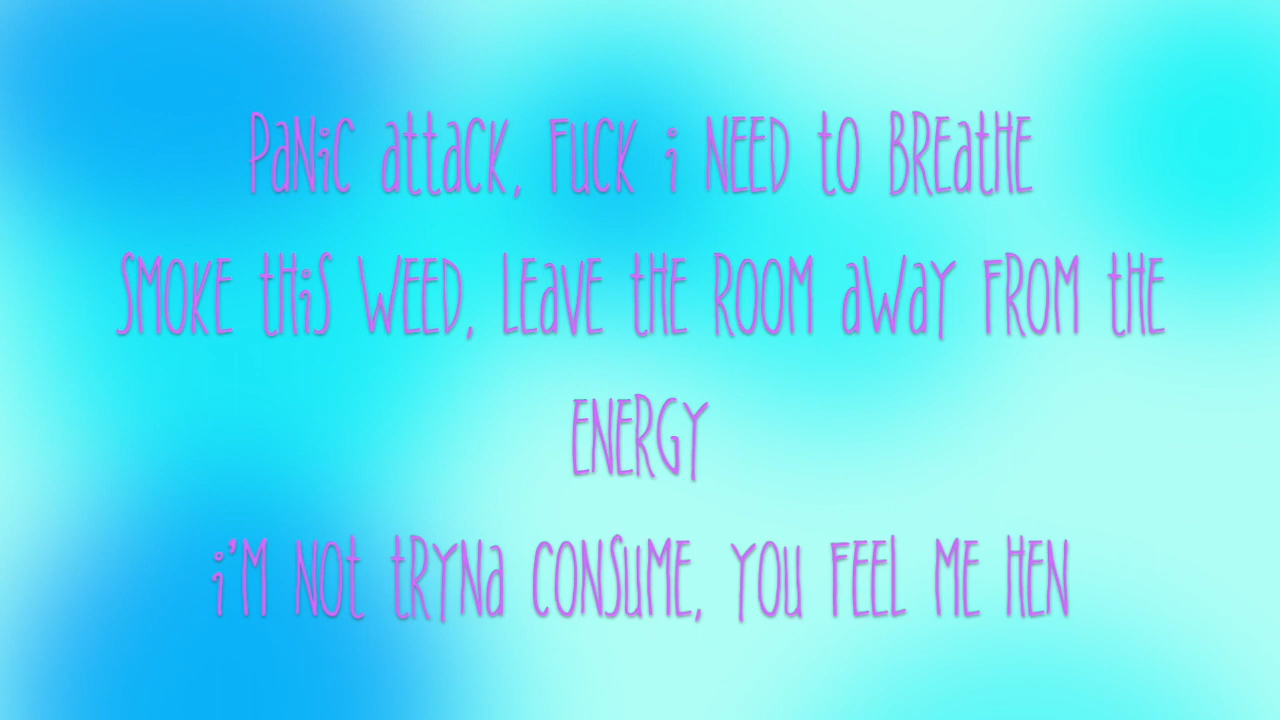 Panic attack, fuck i need to breathe
Smoke this weed, leave the room away from the
energy
i'm not tryna consume, you feel me hen